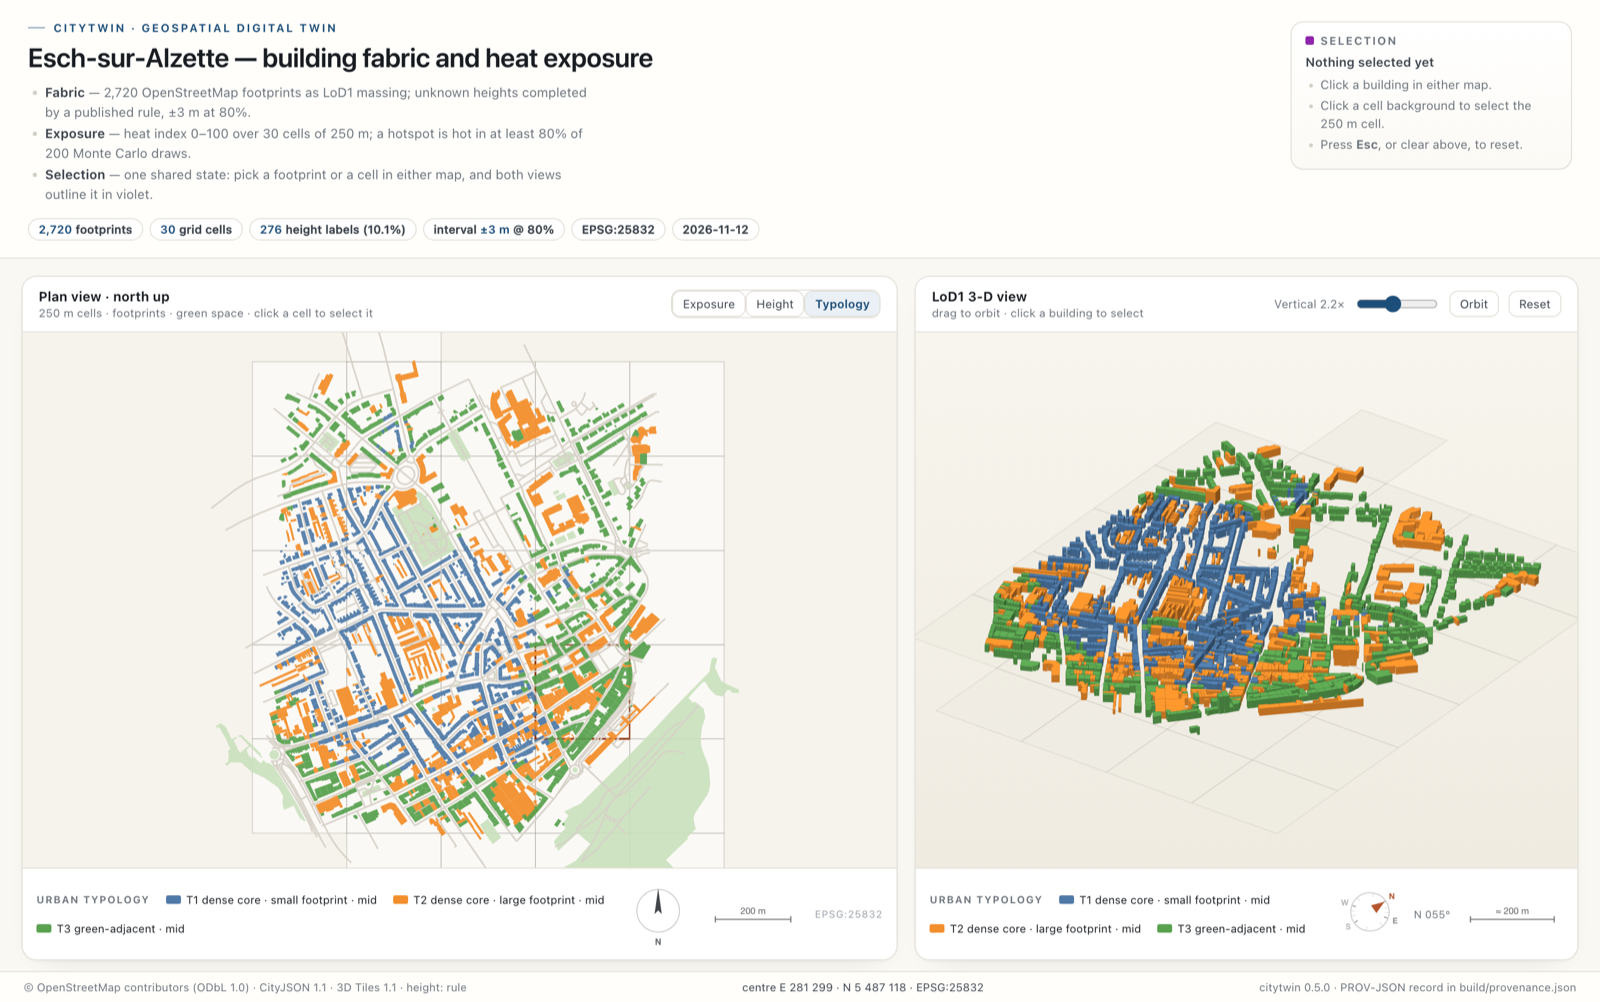 CITYTWIN · GEOSPATIAL DIGITAL TWIN
Esch-sur-Alzette — building fabric and heat exposure
Fabric — 2,720 OpenStreetMap footprints as LoD1 massing; unknown heights completed
by a published rule, ±3 m at 80%.
Exposure — heat index 0–100 over 30 cells of 250 m; a hotspot is hot in at least 80% of
200 Monte Carlo draws.
Selection — one shared state: pick a footprint or a cell in either map, and both views
outline it in violet.
2,720 footprints
30 grid cells
276 height labels (10.1%)
interval ±3 m @ 80%
EPSG:25832
2026-11-12
SELECTION
Nothing selected yet
Click a building in either map.
Click a cell background to select the
250 m cell.
Press Esc, or clear above, to reset.
Plan view · north up
250 m cells · footprints · green space · click a cell to select it
Exposure
Height
Typology
LoD1 3-D view
drag to orbit · click a building to select
Vertical 2.2×
Orbit
Reset
URBAN TYPOLOGY
T1 dense core · small footprint · mid
T2 dense core · large footprint · mid
T3 green-adjacent · mid
N
200 m
EPSG:25832
URBAN TYPOLOGY
T1 dense core · small footprint · mid
T2 dense core · large footprint · mid
T3 green-adjacent · mid
N
W
E
S
N 055°
≈ 200 m
© OpenStreetMap contributors (ODbL 1.0) · CityJSON 1.1 · 3D Tiles 1.1 · height: rule
centre E 281 299 · N 5 487 118 · EPSG:25832
citytwin 0.5.0 · PROV-JSON record in build/provenance.json